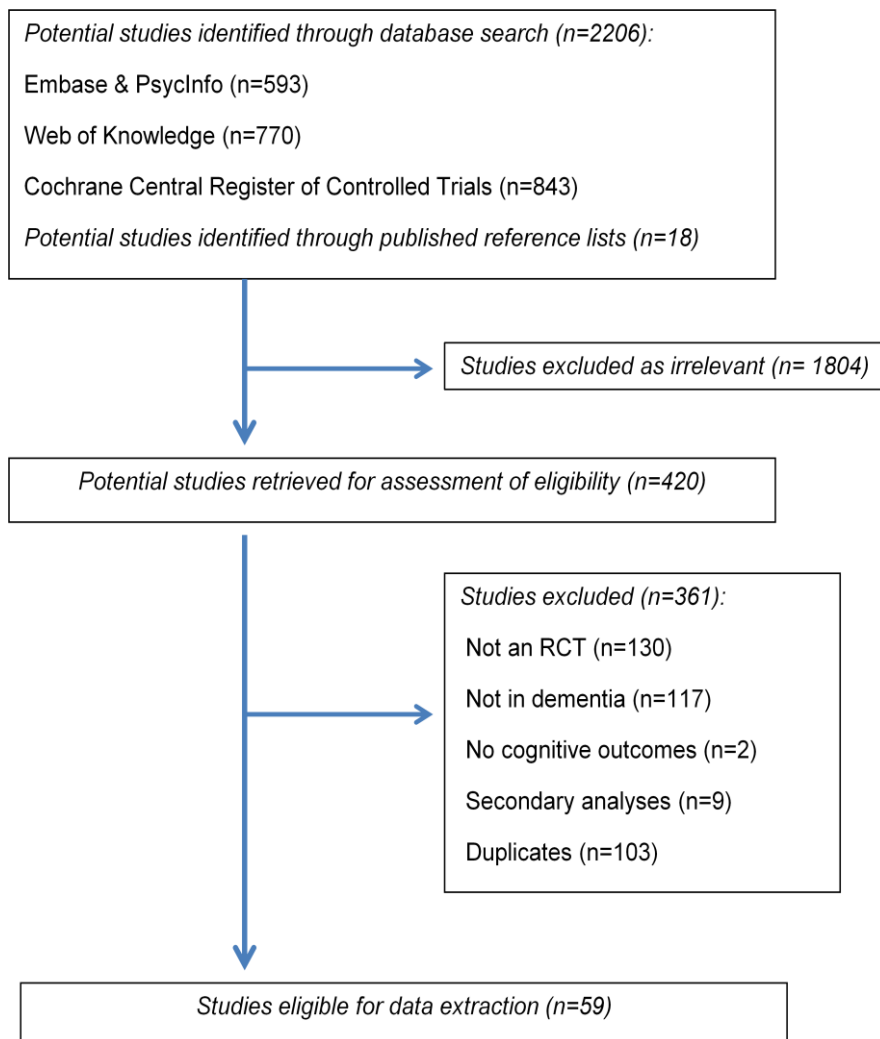 Potential studies identified through database search (n=2206):
Embase & PsycInfo (n=593)
Web of Knowledge (n=770)
Cochrane Central Register of Controlled Trials (n=843)
Potential studies identified through published reference lists (n=18)
Studies excluded as irrelevant (n= 1804)
Potential studies retrieved for assessment of eligibility (n=420)
Studies excluded (n=361):
Not an RCT (n=130)
Not in dementia (n=117)
No cognitive outcomes (n=2)
Secondary analyses (n=9)
Duplicates (n=103)
Studies eligible for data extraction (n=59)